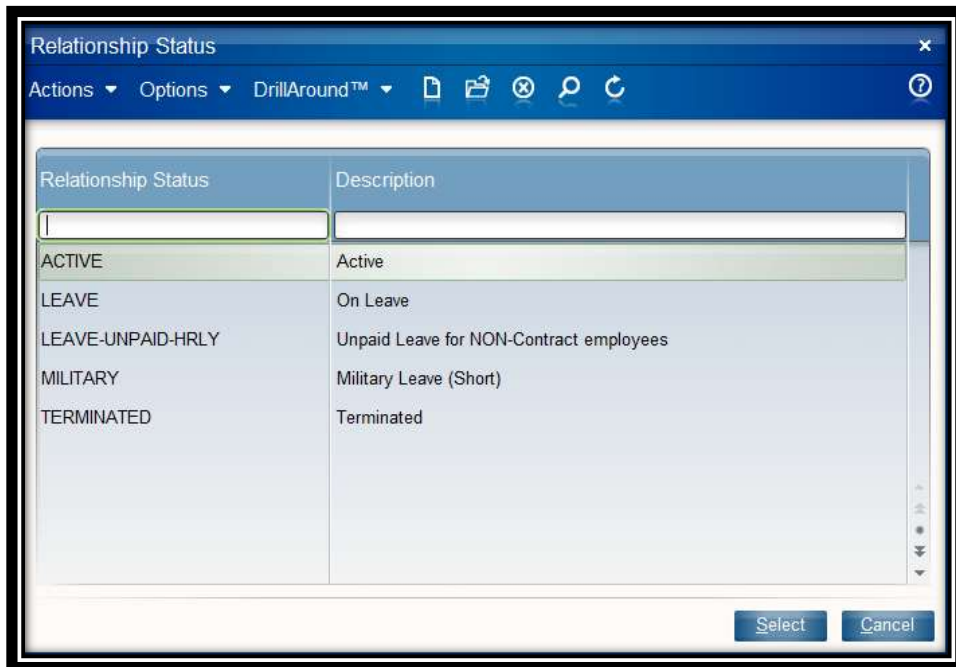 Relationship Status
Actions Options DrillAround™
Relationship Status Description
ACTIVE Active
LEAVE On Leave
LEAVE-UNPAID-HRLY Unpaid Leave for NON-Contract employees
MILITARY Military Leave (Short)
TERMINATED Terminated
Select Cancel